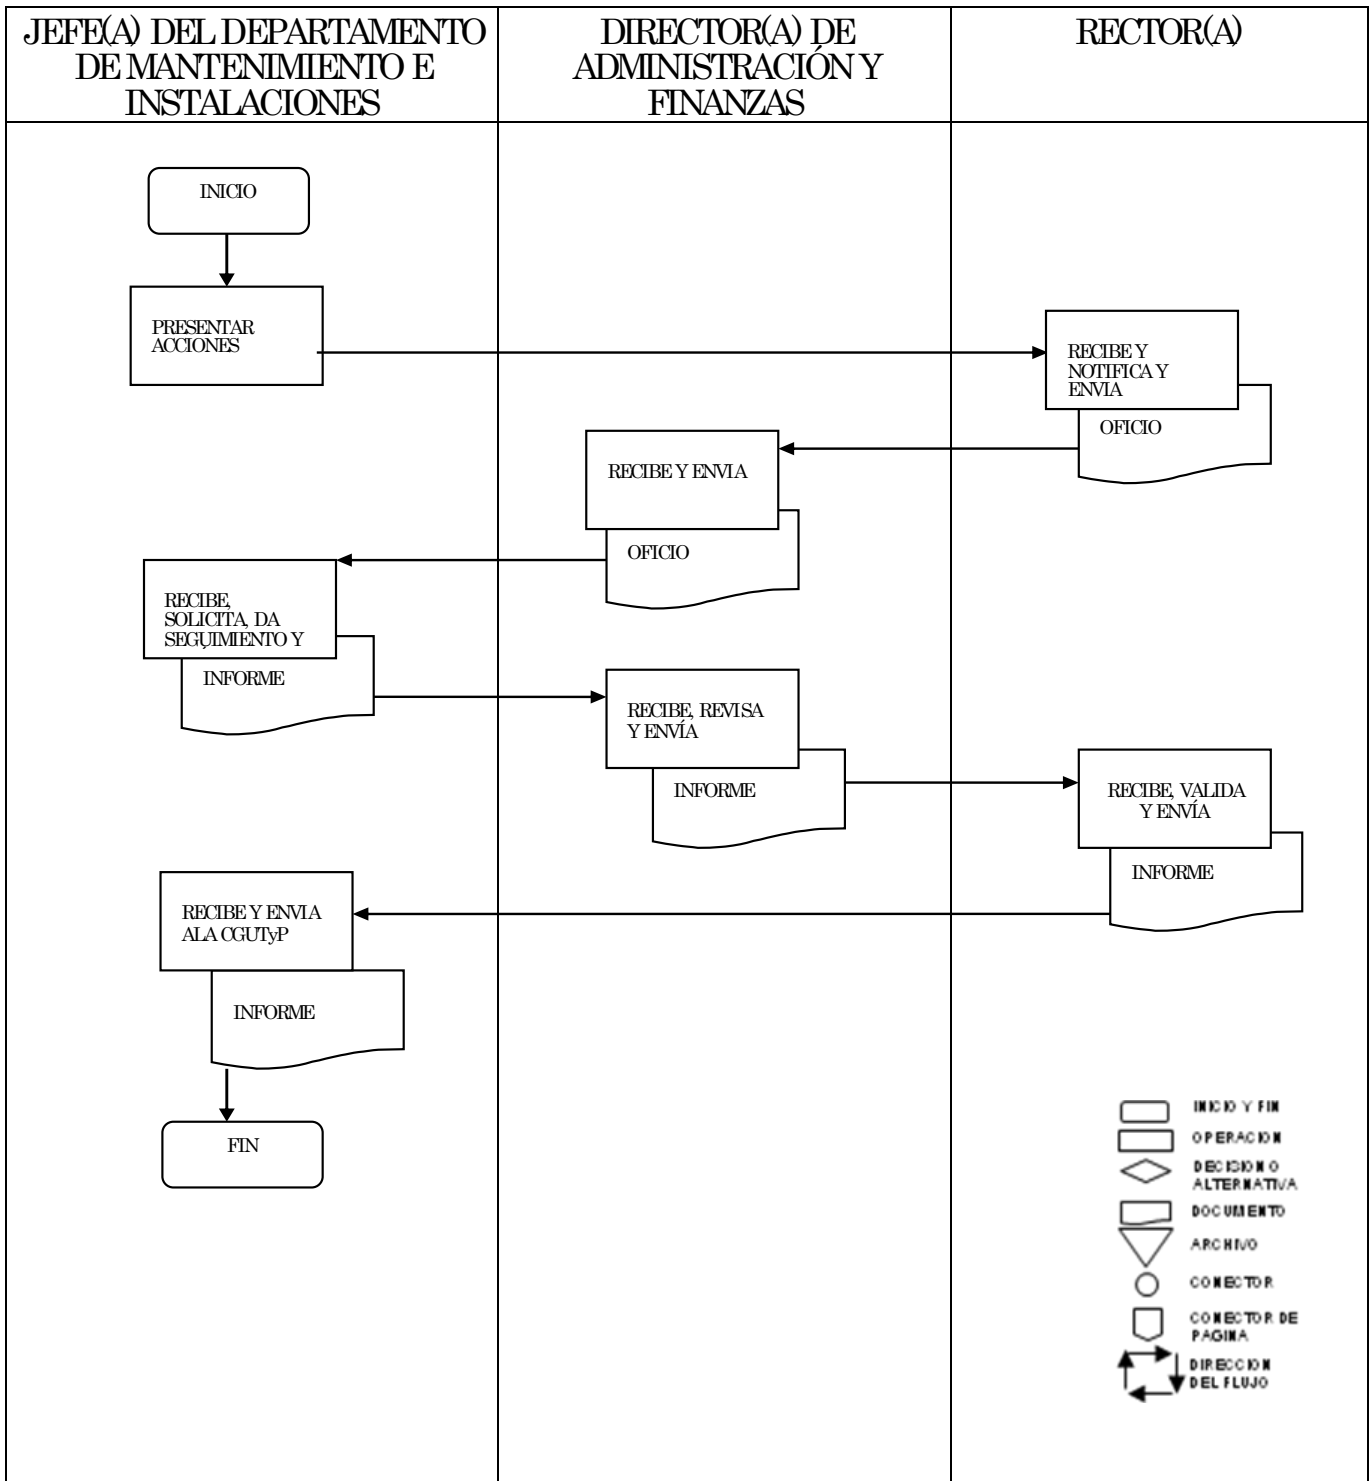 JEFE(A) DEL DEPARTAMENTO
DE MANTENIMIENTO E
INSTALACIONES
DIRECTOR(A) DE
ADMINISTRACIÓN Y
FINANZAS
RECTOR(A)
INICIO
PRESENTAR
ACCIONES
RECIBE Y
NOTIFICA Y
ENVIA
OFICIO
RECIBE Y ENVIA
OFICIO
RECIBE,
SOLICITA, DA
SEGUIMIENTO Y
INFORME
RECIBE, REVISA
Y ENVÍA
INFORME
RECIBE, VALIDA
Y ENVÍA
INFORME
RECIBE Y ENVIA
ALA CGUTyP
INFORME
FIN
INICIO Y FIN
OPERACION
DECISION O
ALTERNATIVA
DOCUMENTO
ARCHIVO
CONECTOR
CONECTOR DE
PAGINA
DIRECCION
DEL FLUJO